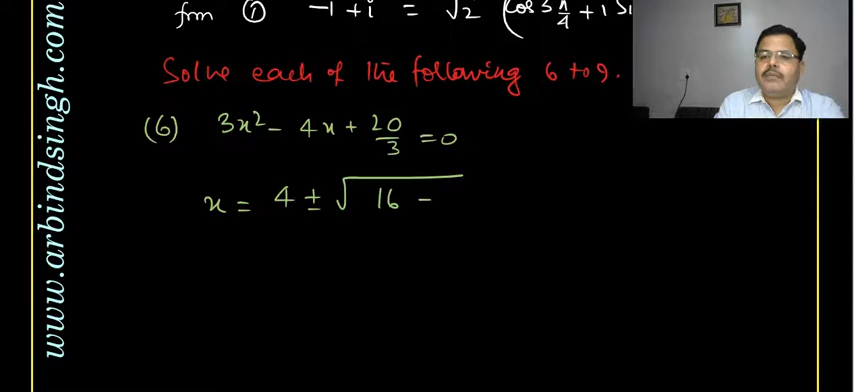 from ① -1 + i = √2 (cos 3π/4 + i Si
Solve each of the following 6 to 9.
(6) 3x² - 4x + 20/3 = 0
x = 4 ± √16 -
www.arbindsingh.com